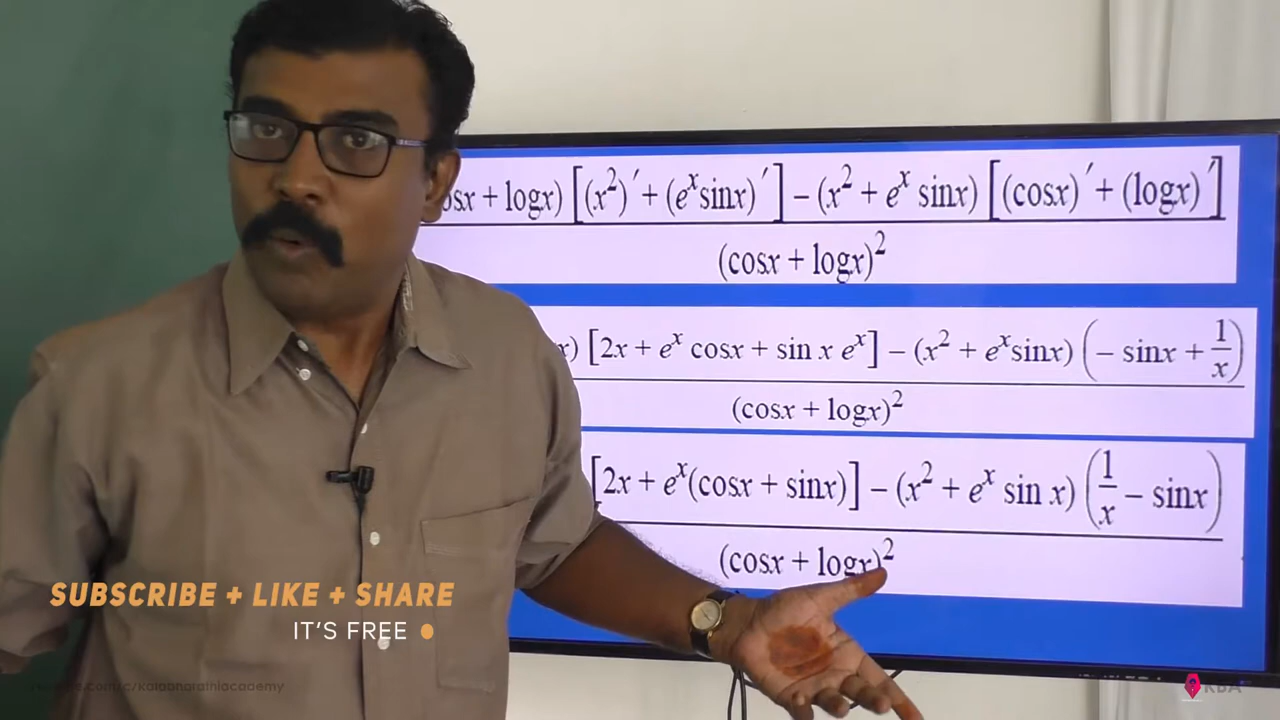 osx + logx) [(x²)′ + (eˣsinx)′] − (x² + eˣ sinx) [(cosx)′ + (logx)′]
(cosx + logx)²
x) [2x + eˣ cosx + sin x eˣ] − (x² + eˣsinx) (− sinx + 1/x)
(cosx + logx)²
[2x + eˣ(cosx + sinx)] − (x² + eˣ sin x) (1/x − sinx)
(cosx + logx)²
SUBSCRIBE + LIKE + SHARE
IT'S FREE
/c/kalabharathiacademy
KBA